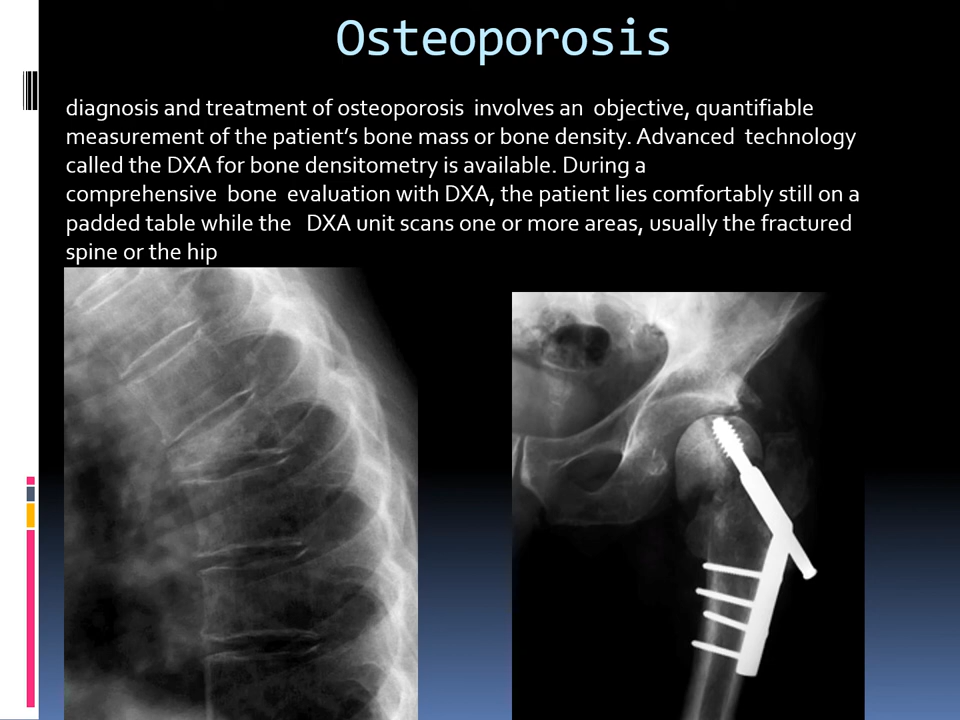 Osteoporosis
diagnosis and treatment of osteoporosis involves an objective, quantifiable
measurement of the patient's bone mass or bone density. Advanced technology
called the DXA for bone densitometry is available. During a
comprehensive bone evaluation with DXA, the patient lies comfortably still on a
padded table while the DXA unit scans one or more areas, usually the fractured
spine or the hip